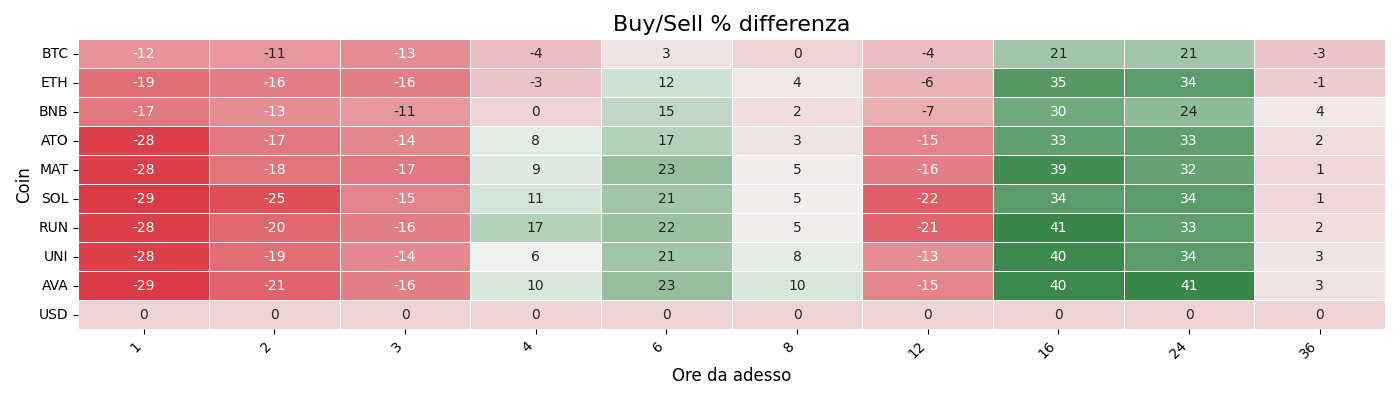 Buy/Sell % differenza
Coin
BTC -12 -11 -13 -4 3 0 -4 21 21 -3
ETH -19 -16 -16 -3 12 4 -6 35 34 -1
BNB -17 -13 -11 0 15 2 -7 30 24 4
ATO -28 -17 -14 8 17 3 -15 33 33 2
MAT -28 -18 -17 9 23 5 -16 39 32 1
SOL -29 -25 -15 11 21 5 -22 34 34 1
RUN -28 -20 -16 17 22 5 -21 41 33 2
UNI -28 -19 -14 6 21 8 -13 40 34 3
AVA -29 -21 -16 10 23 10 -15 40 41 3
USD 0 0 0 0 0 0 0 0 0 0
1 2 3 4 6 8 12 16 24 36
Ore da adesso